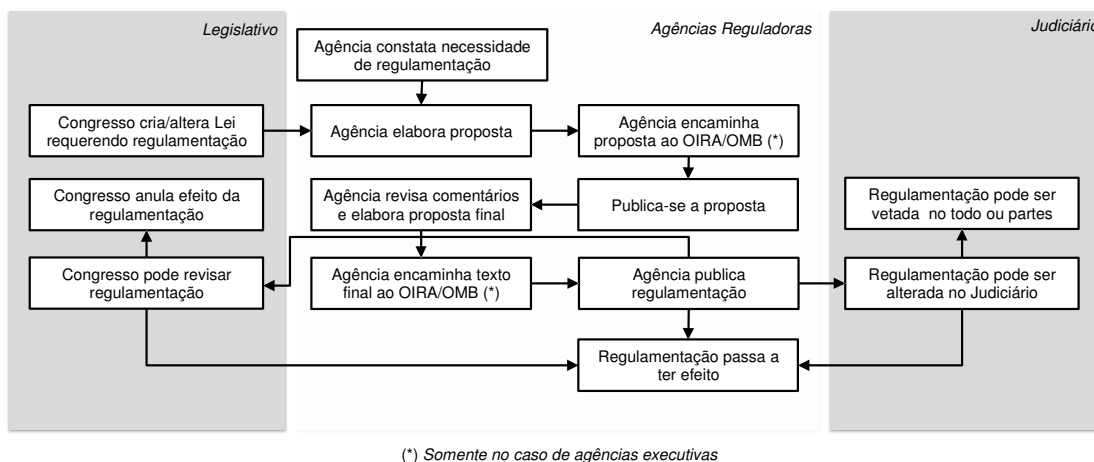 Legislativo
Agências Reguladoras
Judiciário
Agência constata necessidade
de regulamentação
Congresso cria/altera Lei
requerendo regulamentação
Agência elabora proposta
Agência encaminha
proposta ao OIRA/OMB (*)
Congresso anula efeito da
regulamentação
Agência revisa comentários
e elabora proposta final
Publica-se a proposta
Regulamentação pode ser
vetada no todo ou partes
Congresso pode revisar
regulamentação
Agência encaminha texto
final ao OIRA/OMB (*)
Agência publica
regulamentação
Regulamentação pode ser
alterada no Judiciário
Regulamentação passa a
ter efeito
(*) Somente no caso de agências executivas